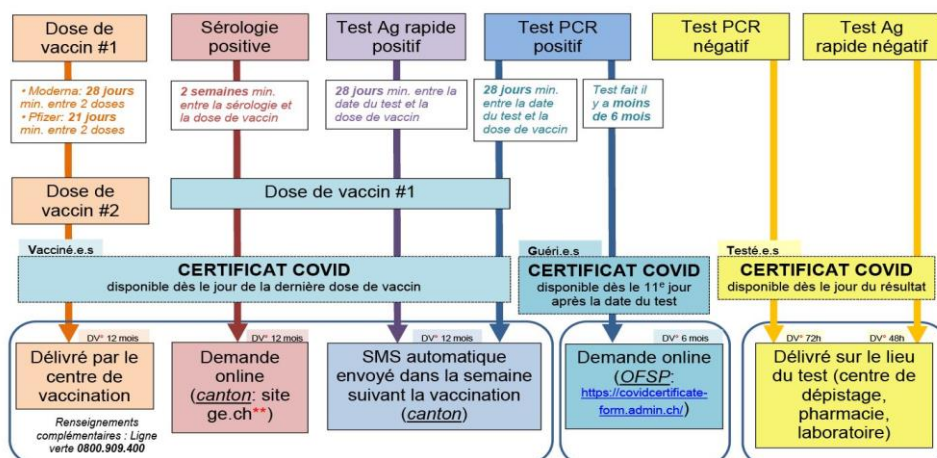 Dose de
vaccin #1
Sérologie
positive
Test Ag rapide
positif
Test PCR
positif
Test PCR
négatif
Test Ag
rapide négatif
• Moderna: 28 jours
min. entre 2 doses
• Pfizer: 21 jours
min. entre 2 doses
2 semaines min.
entre la sérologie et
la dose de vaccin
28 jours min. entre la
date du test et la
dose de vaccin
28 jours min.
entre la date
du test et la
dose de vaccin
Test fait il
y a moins
de 6 mois
Dose de
vaccin #2
Dose de vaccin #1
Vacciné.e.s
CERTIFICAT COVID
disponible dès le jour de la dernière dose de vaccin
Guéri.e.s
CERTIFICAT COVID
disponible dès le 11e jour
après la date du test
Testé.e.s
CERTIFICAT COVID
disponible dès le jour du résultat
DV° 12 mois
Délivré par le
centre de
vaccination
Renseignements
complémentaires : Ligne
verte 0800.909.400
DV° 12 mois
Demande
online
(canton: site
ge.ch**)
DV° 12 mois
SMS automatique
envoyé dans la semaine
suivant la vaccination
(canton)
DV° 6 mois
Demande online
(OFSP:
https://covidcertificate-
form.admin.ch/)
DV° 72h
DV° 48h
Délivré sur le lieu
du test (centre de
dépistage,
pharmacie,
laboratoire)